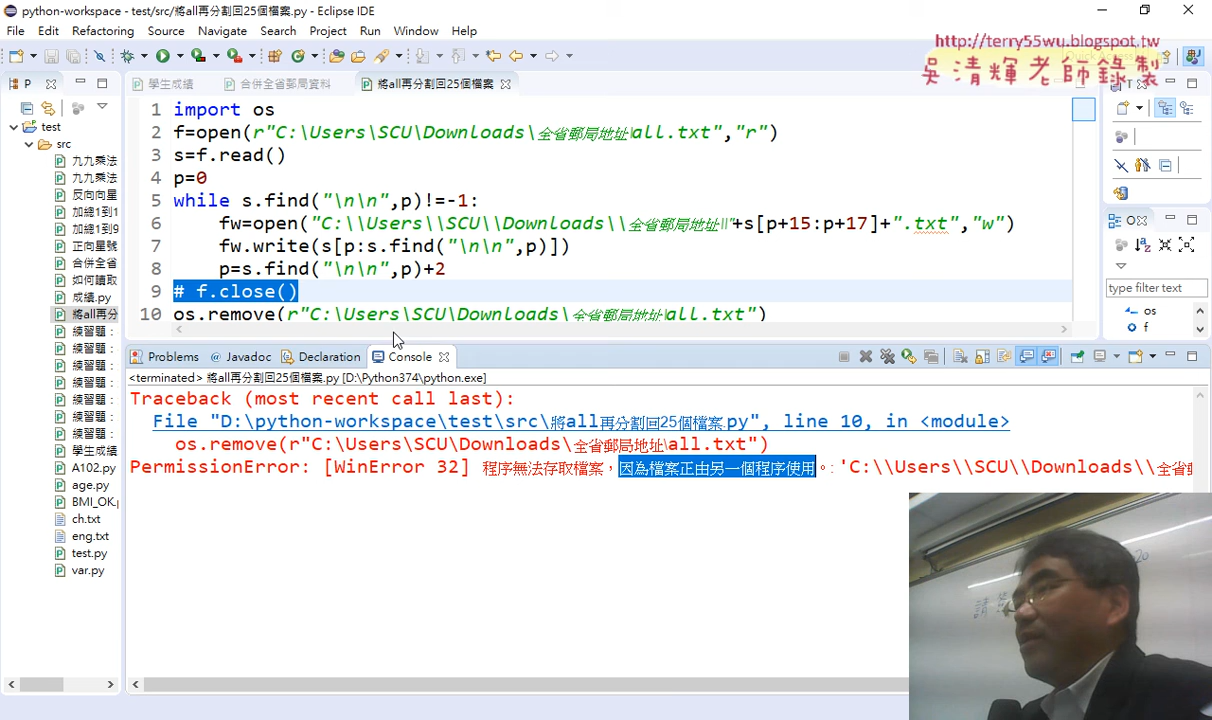 python-workspace - test/src/將all再分割回25個檔案.py - Eclipse IDE
File Edit Refactoring Source Navigate Search Project Run Window Help
http://terry55wu.blogspot.tw
吳清輝老師錄製
P
學生成績
合併全省郵局資料
將all再分割回25個檔案
test
src
九九乘法
九九乘法
反向向星
加總1到1
加總1到9
正向星號
合併全省
如何讀取
成績.py
將all再分
練習題：
練習題：
練習題：
練習題：
練習題：
練習題：
練習題：
學生成績
A102.py
age.py
BMI_OK.p
ch.txt
eng.txt
test.py
var.py
1 import os
2 f=open(r"C:\Users\SCU\Downloads\全省郵局地址\all.txt","r")
3 s=f.read()
4 p=0
5 while s.find("\n\n",p)!=-1:
6 fw=open("C:\\Users\\SCU\\Downloads\\全省郵局地址\\"+s[p+15:p+17]+".txt","w")
7 fw.write(s[p:s.find("\n\n",p)])
8 p=s.find("\n\n",p)+2
9 # f.close()
10 os.remove(r"C:\Users\SCU\Downloads\全省郵局地址\all.txt")
Problems @ Javadoc Declaration Console
<terminated> 將all再分割回25個檔案.py [D:\Python374\python.exe]
Traceback (most recent call last):
File "D:\python-workspace\test\src\將all再分割回25個檔案.py", line 10, in <module>
os.remove(r"C:\Users\SCU\Downloads\全省郵局地址\all.txt")
PermissionError: [WinError 32] 程序無法存取檔案，因為檔案正由另一個程序使用。: 'C:\\Users\\SCU\\Downloads\\全省郵
T
O
type filter text
os
f
20
請